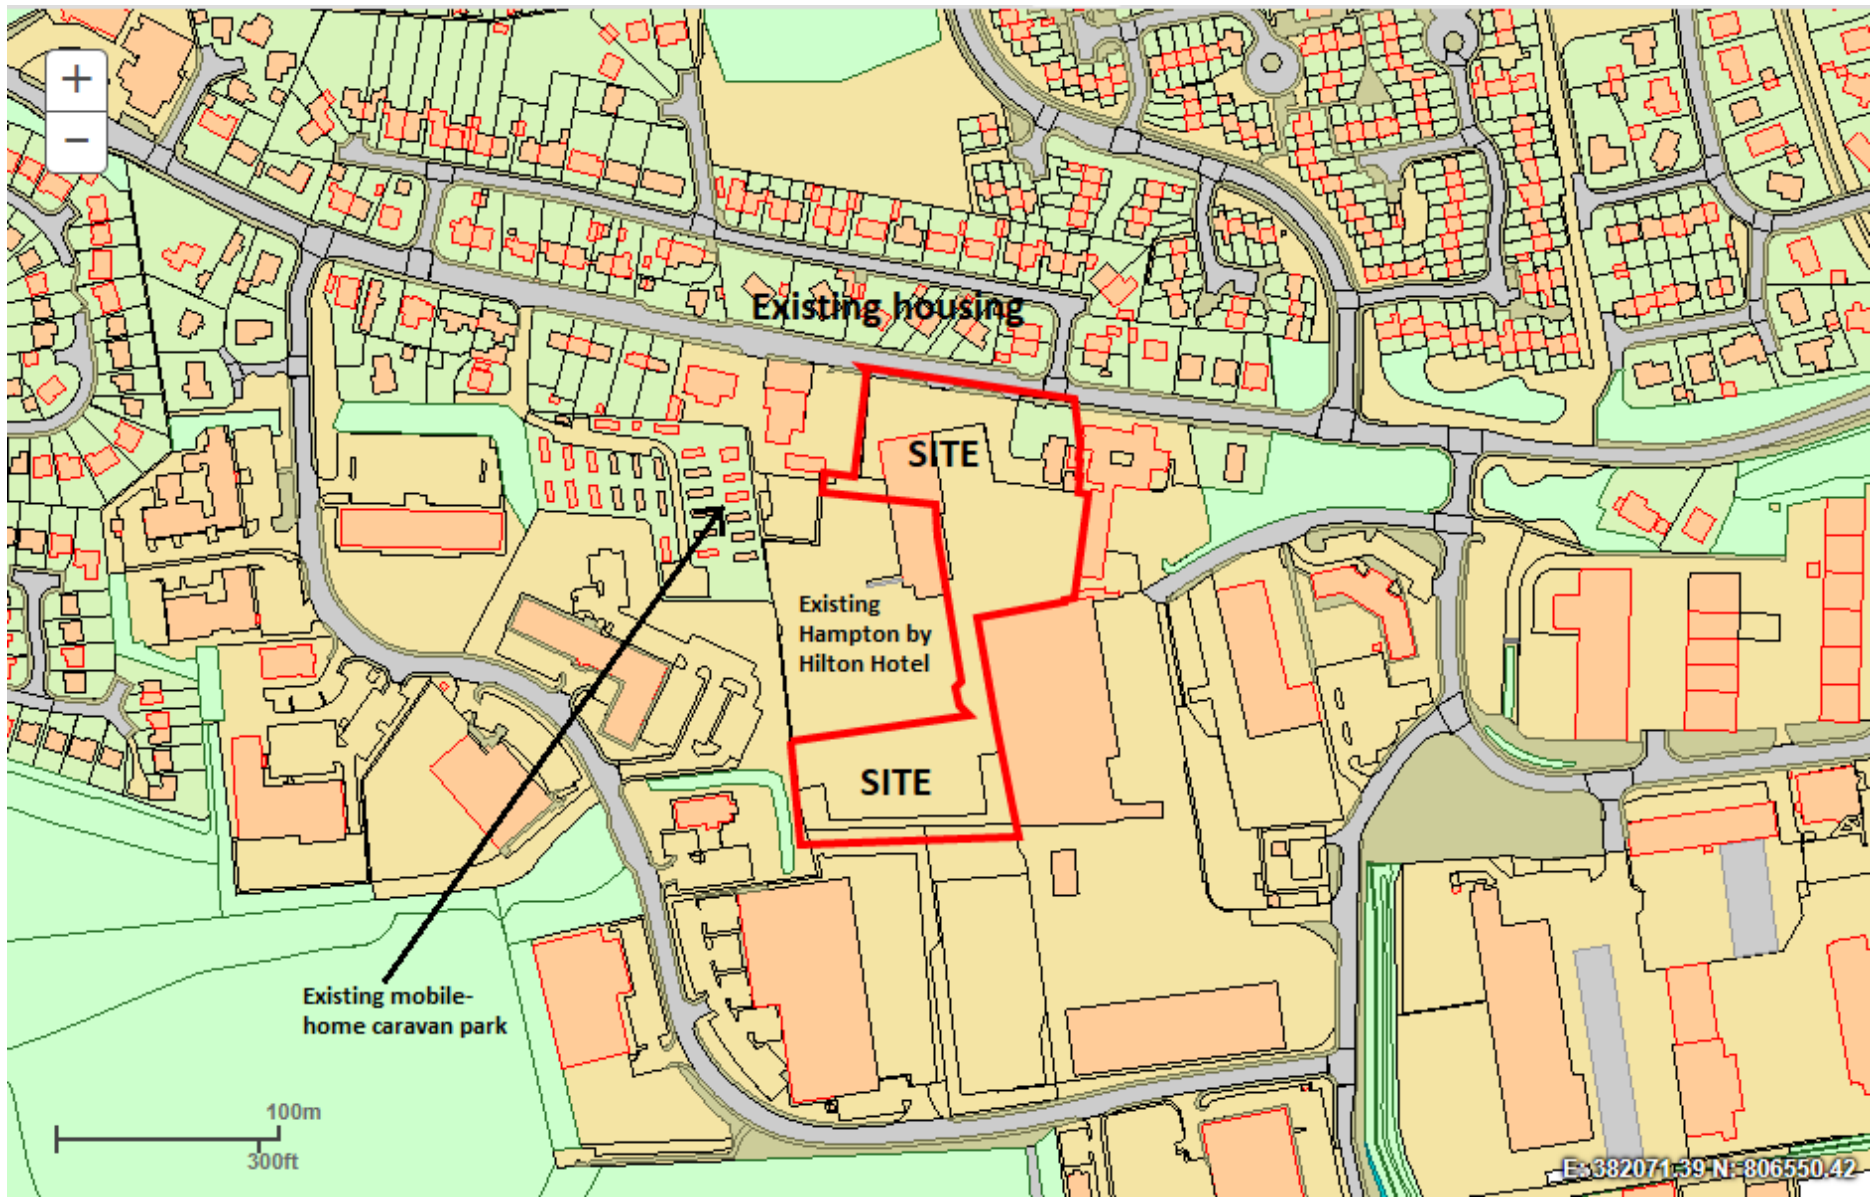 +
−
Existing housing
SITE
Existing
Hampton by
Hilton Hotel
SITE
Existing mobile-
home caravan park
100m
300ft
E: 382071.39 N: 806550.42